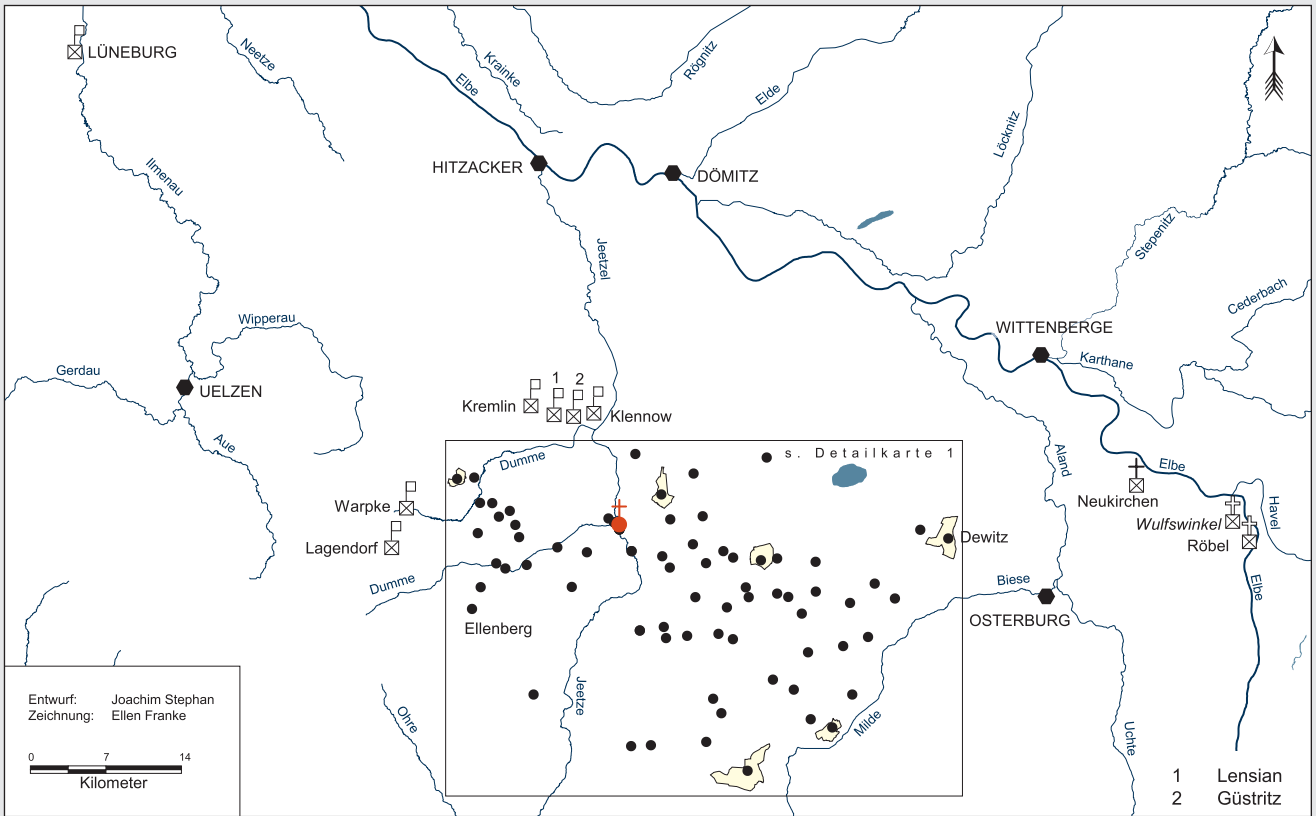 LÜNEBURG
Neetze
Krainke
Elbe
Rögnitz
Elde
Löcknitz
Ilmenau
HITZACKER
DÖMITZ
Stepenitz
Jeetzel
Cederbach
Wipperau
WITTENBERGE
Karthane
Gerdau
UELZEN
1
2
Kremlin
Klennow
Aue
s. Detailkarte 1
Dumme
Aland
Elbe
Neukirchen
Havel
Wulfswinkel
Röbel
Warpke
Lagendorf
Dewitz
Dumme
Biese
Elbe
OSTERBURG
Ellenberg
Jeetze
Ohre
Milde
Uchte
Entwurf: Joachim Stephan
Zeichnung: Ellen Franke
0 7 14
Kilometer
1 Lensian
2 Güstritz